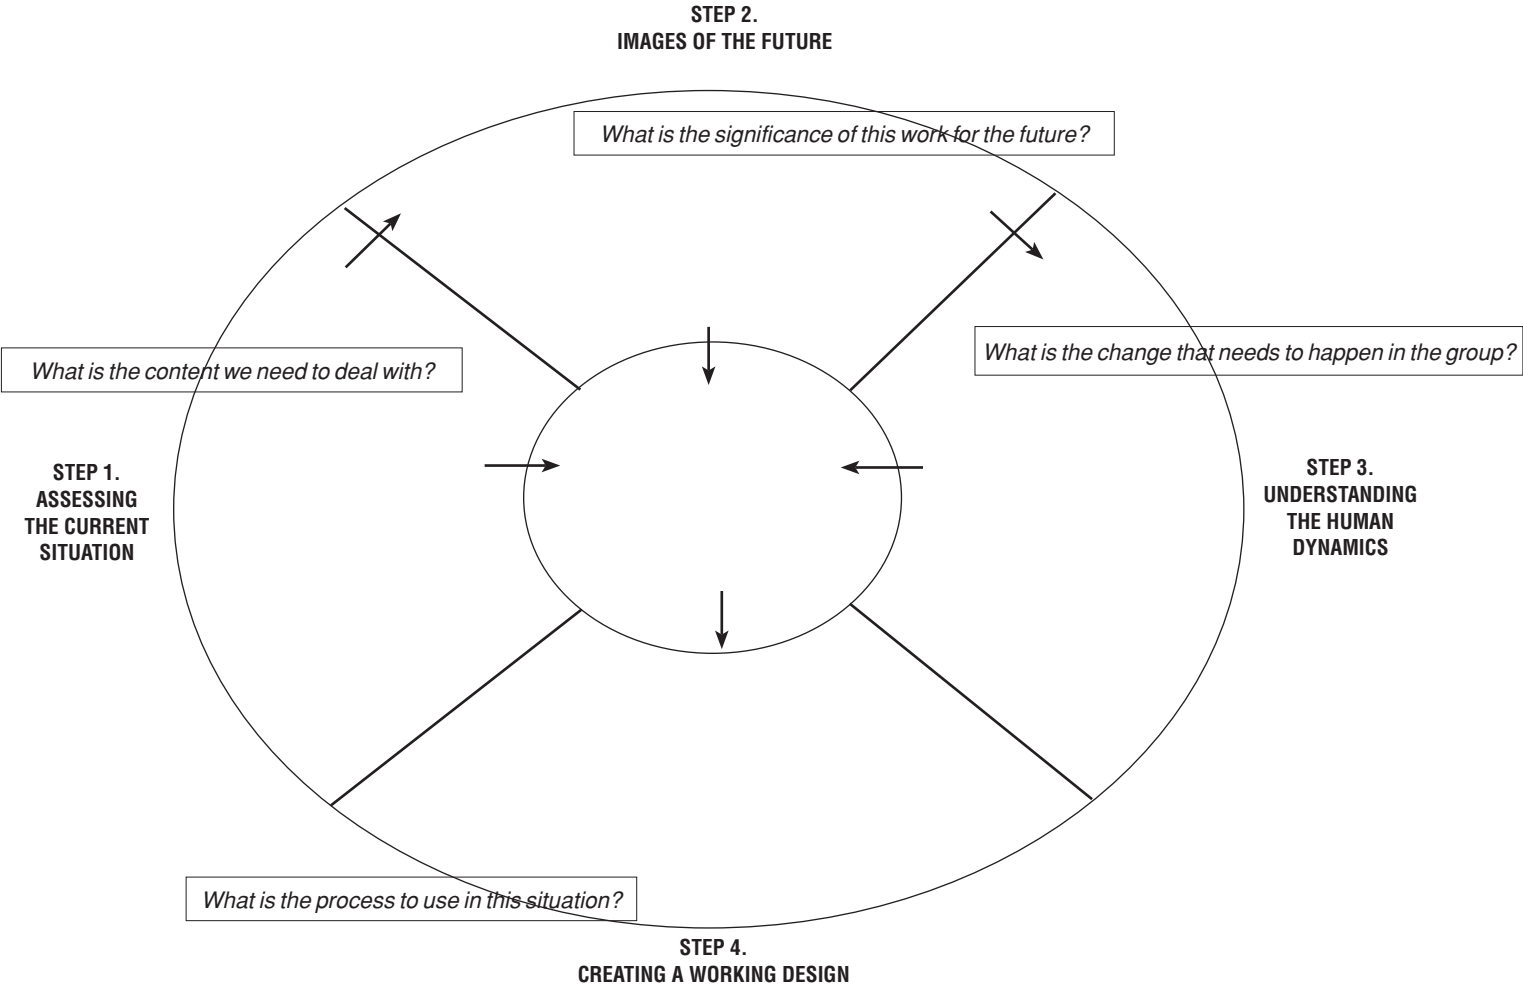 STEP 2.
IMAGES OF THE FUTURE
What is the significance of this work for the future?
What is the content we need to deal with?
What is the change that needs to happen in the group?
STEP 1.
ASSESSING
THE CURRENT
SITUATION
STEP 3.
UNDERSTANDING
THE HUMAN
DYNAMICS
What is the process to use in this situation?
STEP 4.
CREATING A WORKING DESIGN